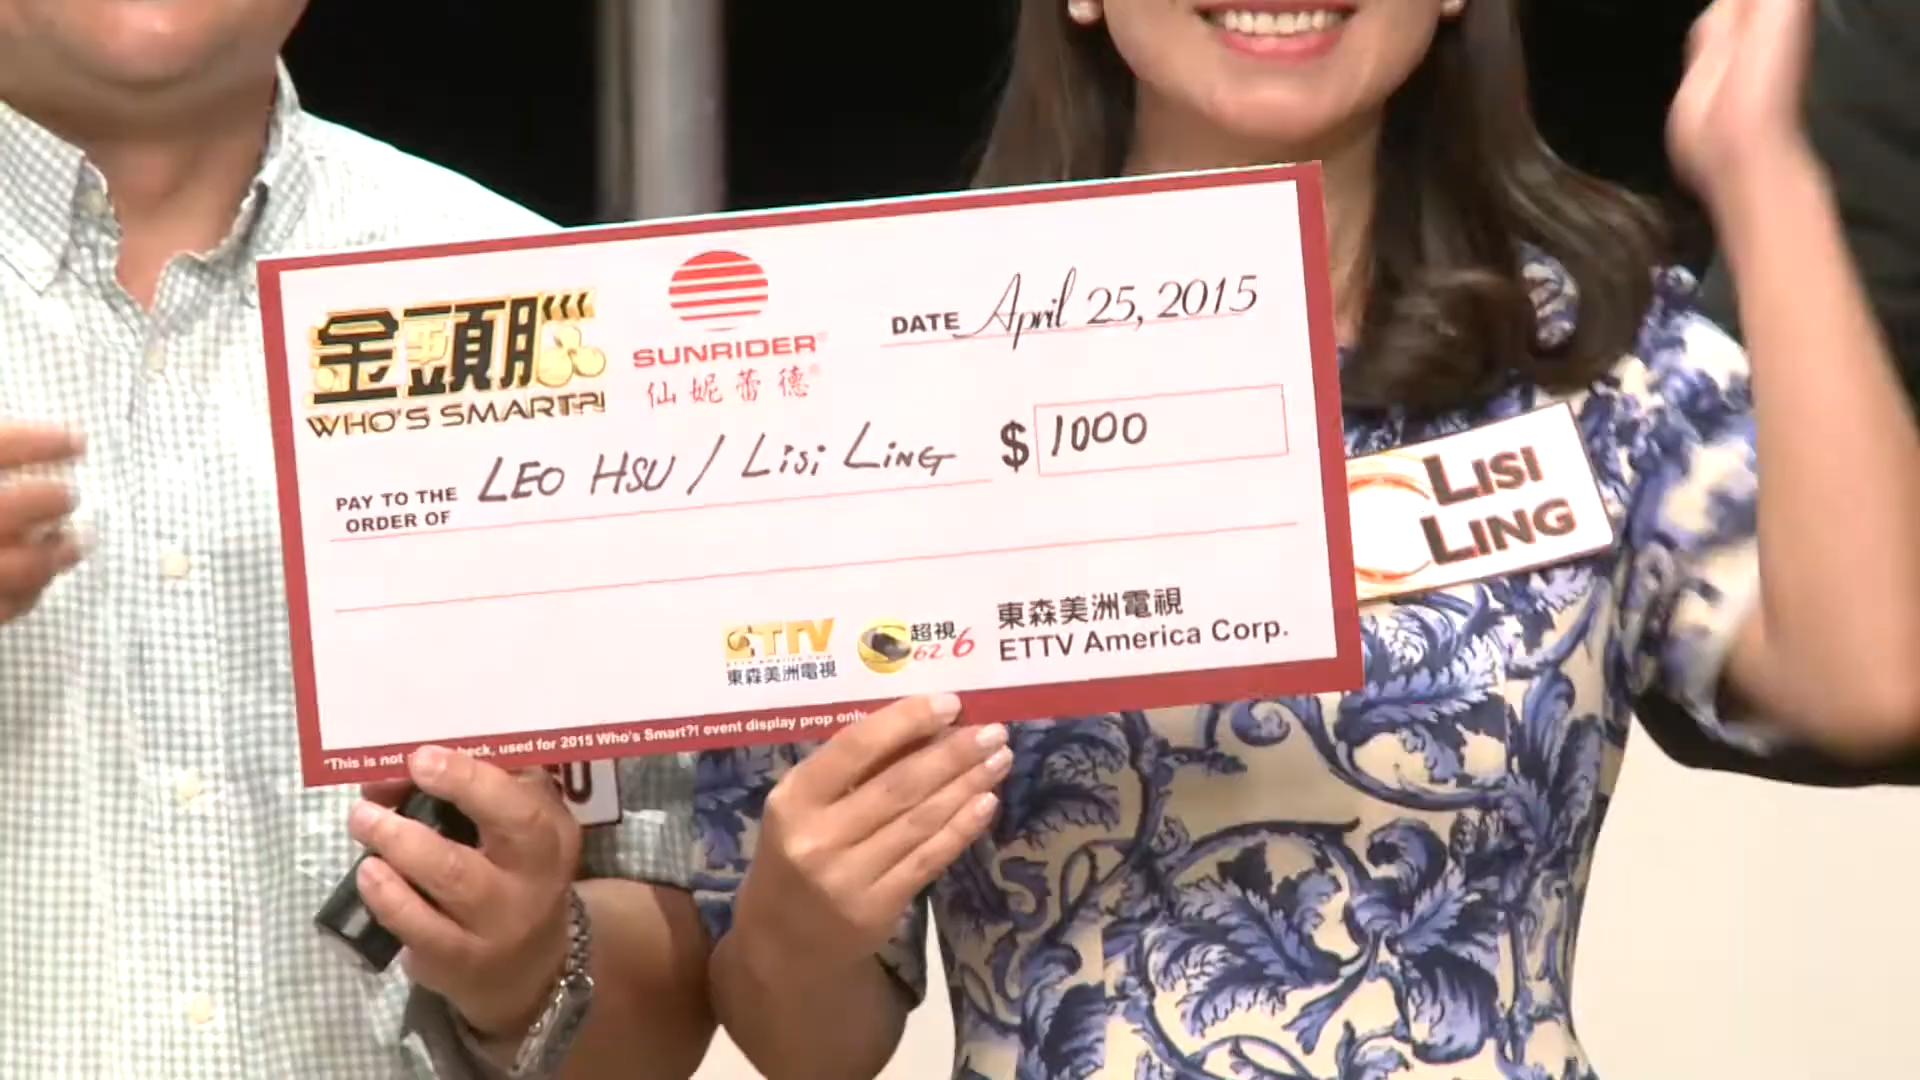 金頭腦
WHO'S SMART?!
SUNRIDER®
仙妮蕾德®
DATE April 25, 2015
PAY TO THE
ORDER OF
LEO HSU / Lisi LiNG
$ 1000
LISI
LING
ETTV
東森美洲電視
超視
62 6
東森美洲電視
ETTV America Corp.
*This is not heck, used for 2015 Who's Smart?! event display prop only
SU